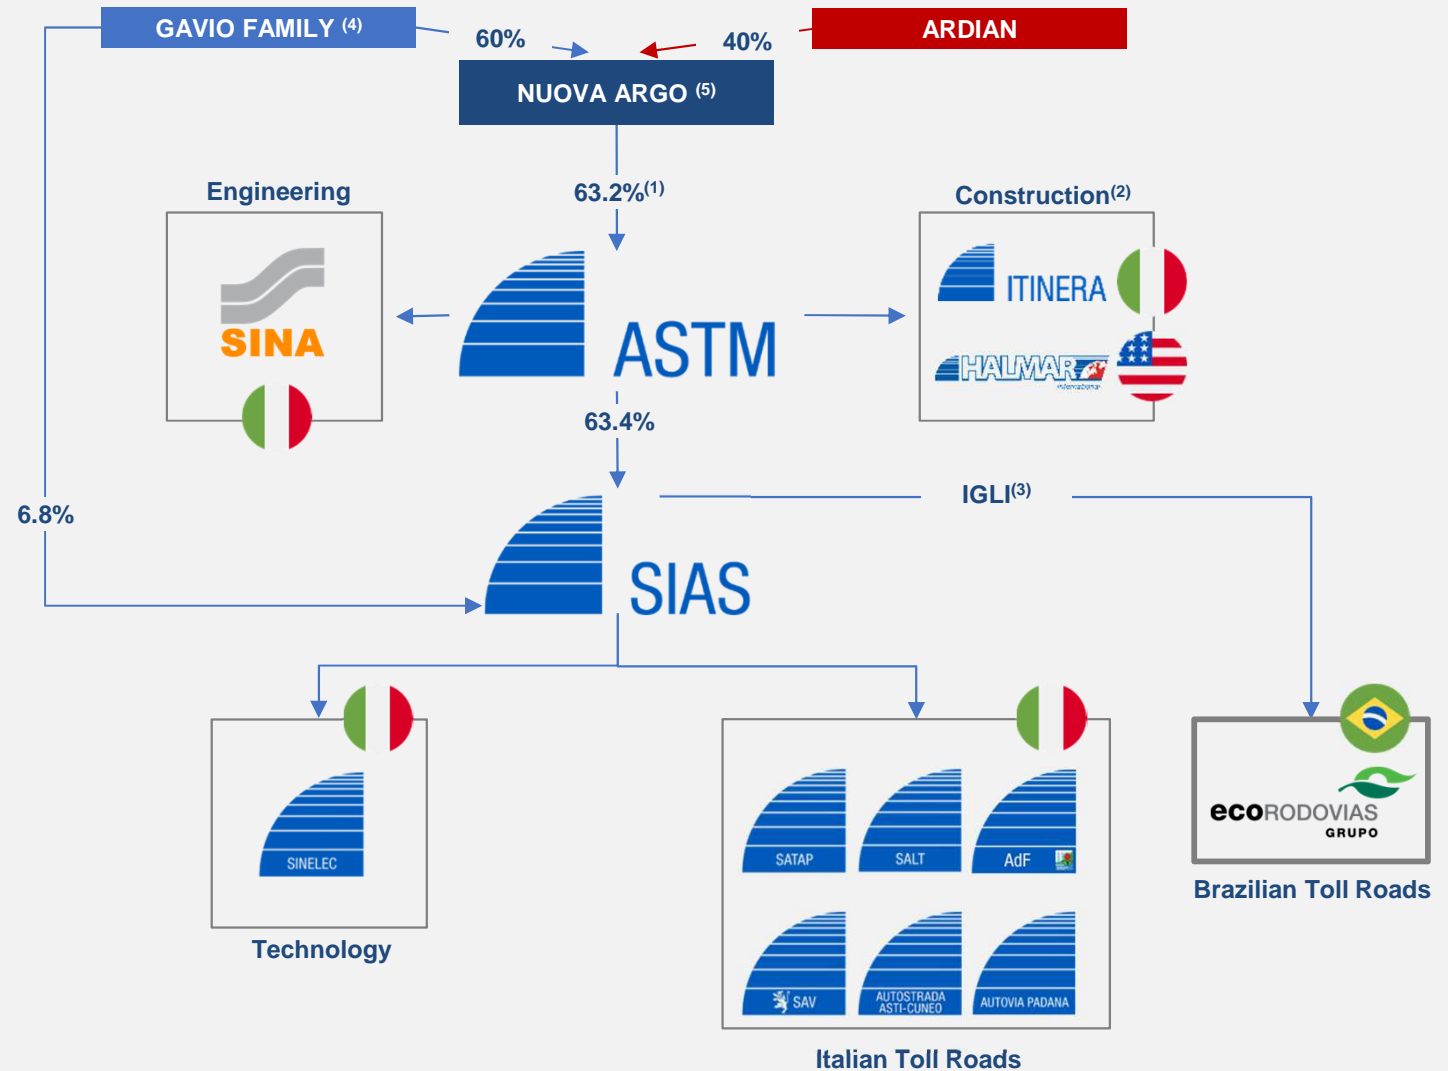 GAVIO FAMILY (4)
60%
40%
ARDIAN
NUOVA ARGO (5)
63.2%(1)
Engineering
Construction(2)
SINA
ASTM
ITINERA
HALMAR
international
63.4%
6.8%
IGLI(3)
SIAS
SINELEC
Technology
SATAP
SALT
AdF
SAV
AUTOSTRADA
ASTI-CUNEO
AUTOVIA PADANA
Italian Toll Roads
ecoRODOVIAS
GRUPO
Brazilian Toll Roads